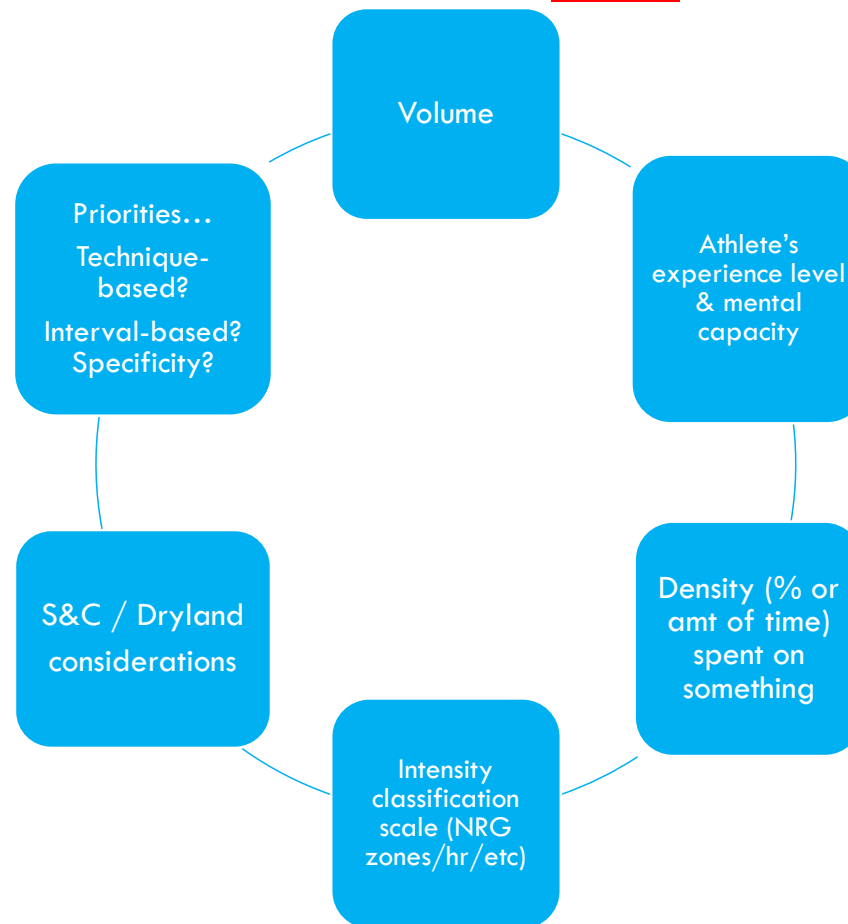 Volume
Athlete’s
experience level
& mental
capacity
Density (% or
amt of time)
spent on
something
Intensity
classification
scale (NRG
zones/hr/etc)
S&C / Dryland
considerations
Priorities…
Technique-
based?
Interval-based?
Specificity?